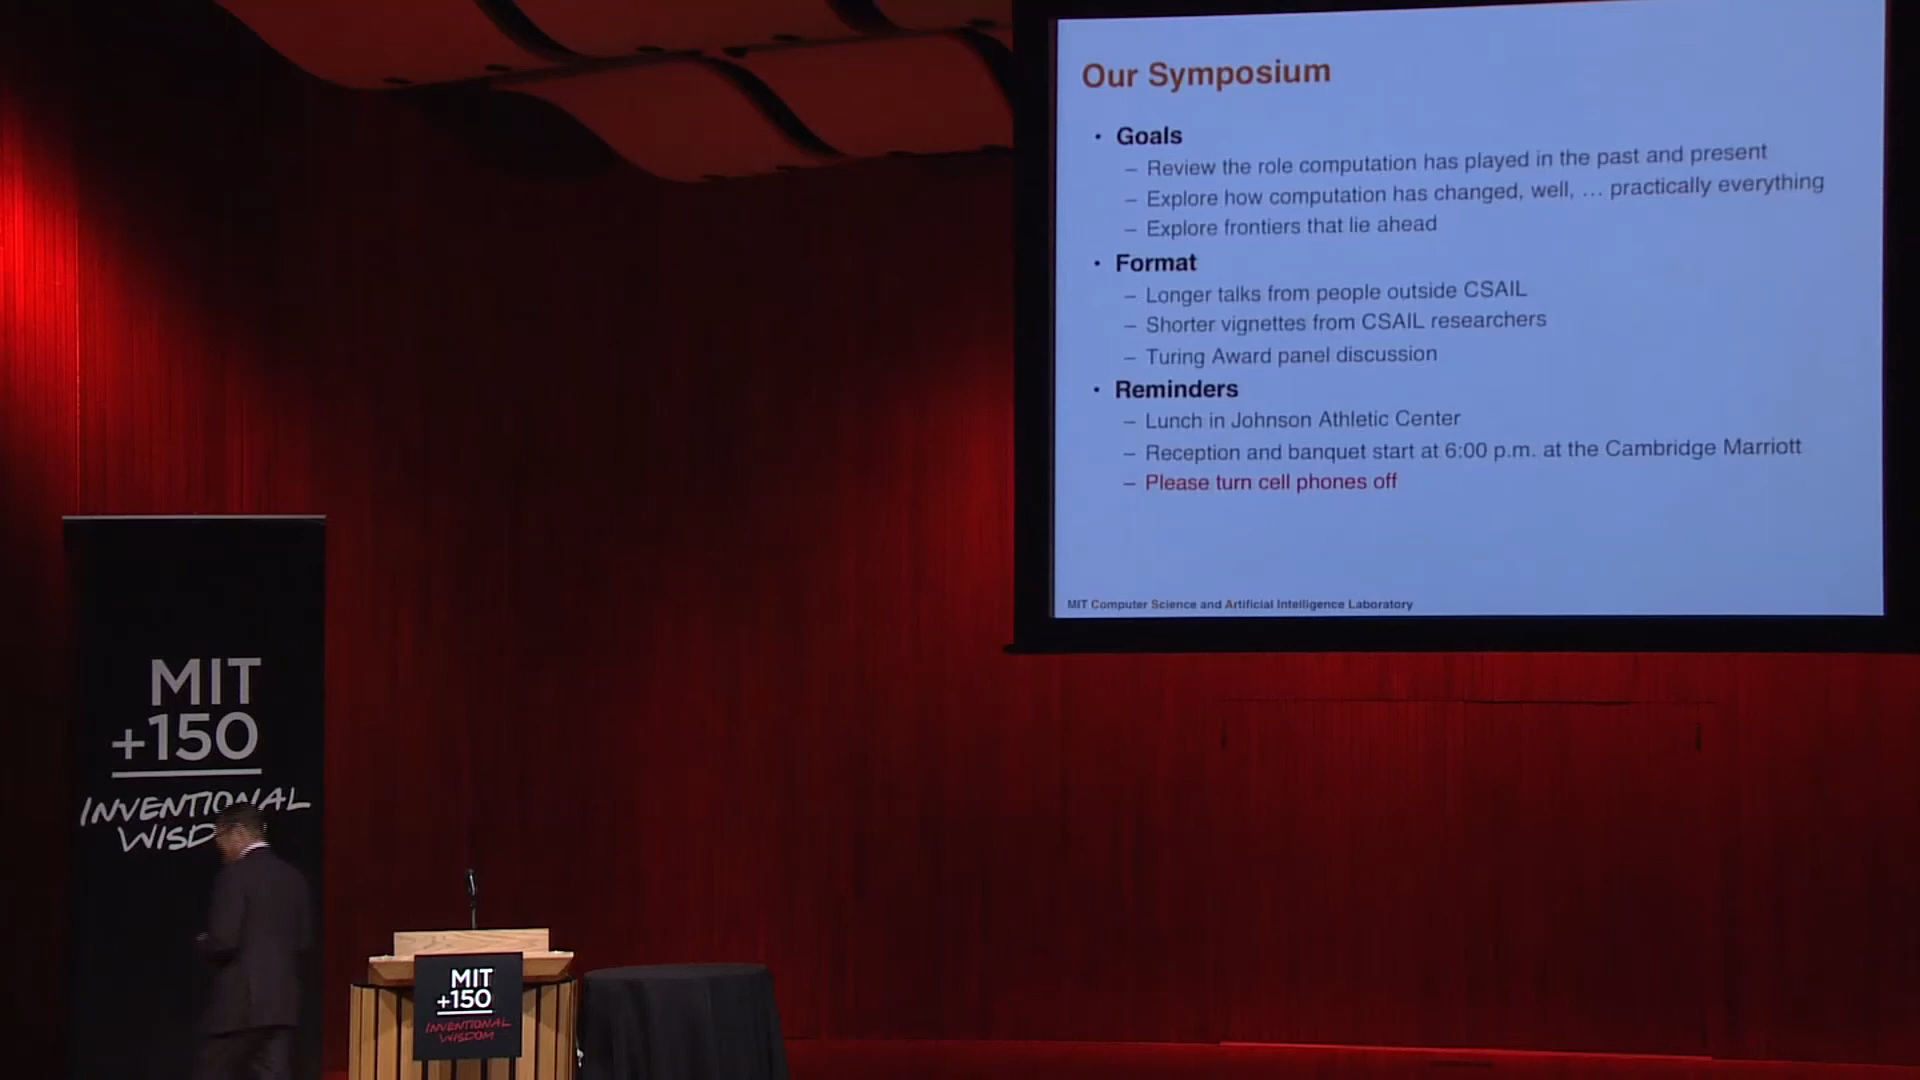 Our Symposium
• Goals
– Review the role computation has played in the past and present
– Explore how computation has changed, well, … practically everything
– Explore frontiers that lie ahead
• Format
– Longer talks from people outside CSAIL
– Shorter vignettes from CSAIL researchers
– Turing Award panel discussion
• Reminders
– Lunch in Johnson Athletic Center
– Reception and banquet start at 6:00 p.m. at the Cambridge Marriott
– Please turn cell phones off
MIT Computer Science and Artificial Intelligence Laboratory
MIT
+150
INVENTIONAL
WISD
MIT
+150
INVENTIONAL
WISDOM